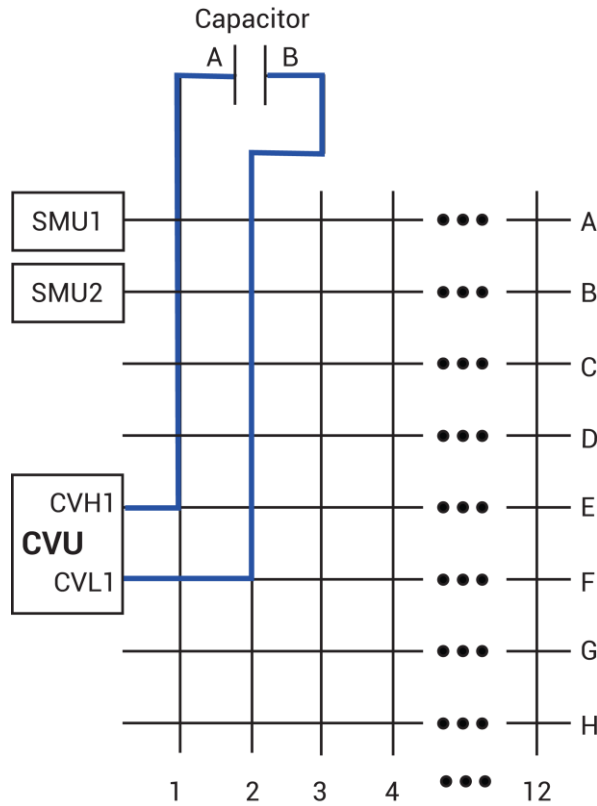 Capacitor
A B
SMU1 A
SMU2 B
C
D
CVH1 E
CVU
CVL1 F
G
H
1 2 3 4 12